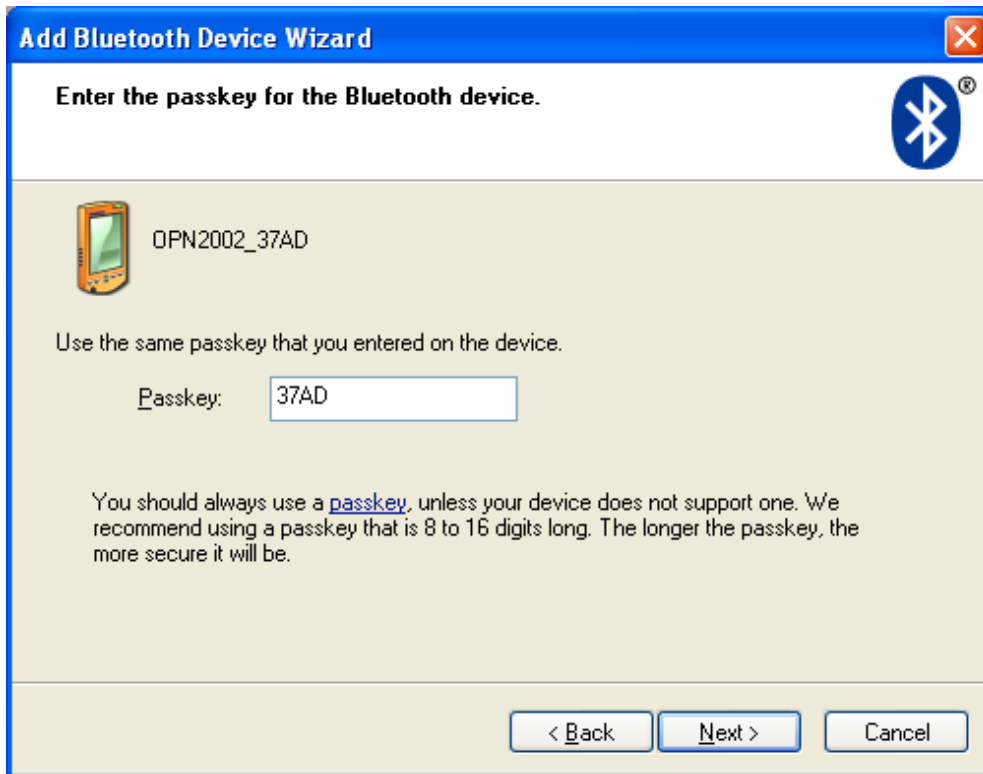 Add Bluetooth Device Wizard
Enter the passkey for the Bluetooth device.
®
OPN2002_37AD
Use the same passkey that you entered on the device.
Passkey: 37AD
You should always use a passkey, unless your device does not support one. We
recommend using a passkey that is 8 to 16 digits long. The longer the passkey, the
more secure it will be.
< Back Next > Cancel